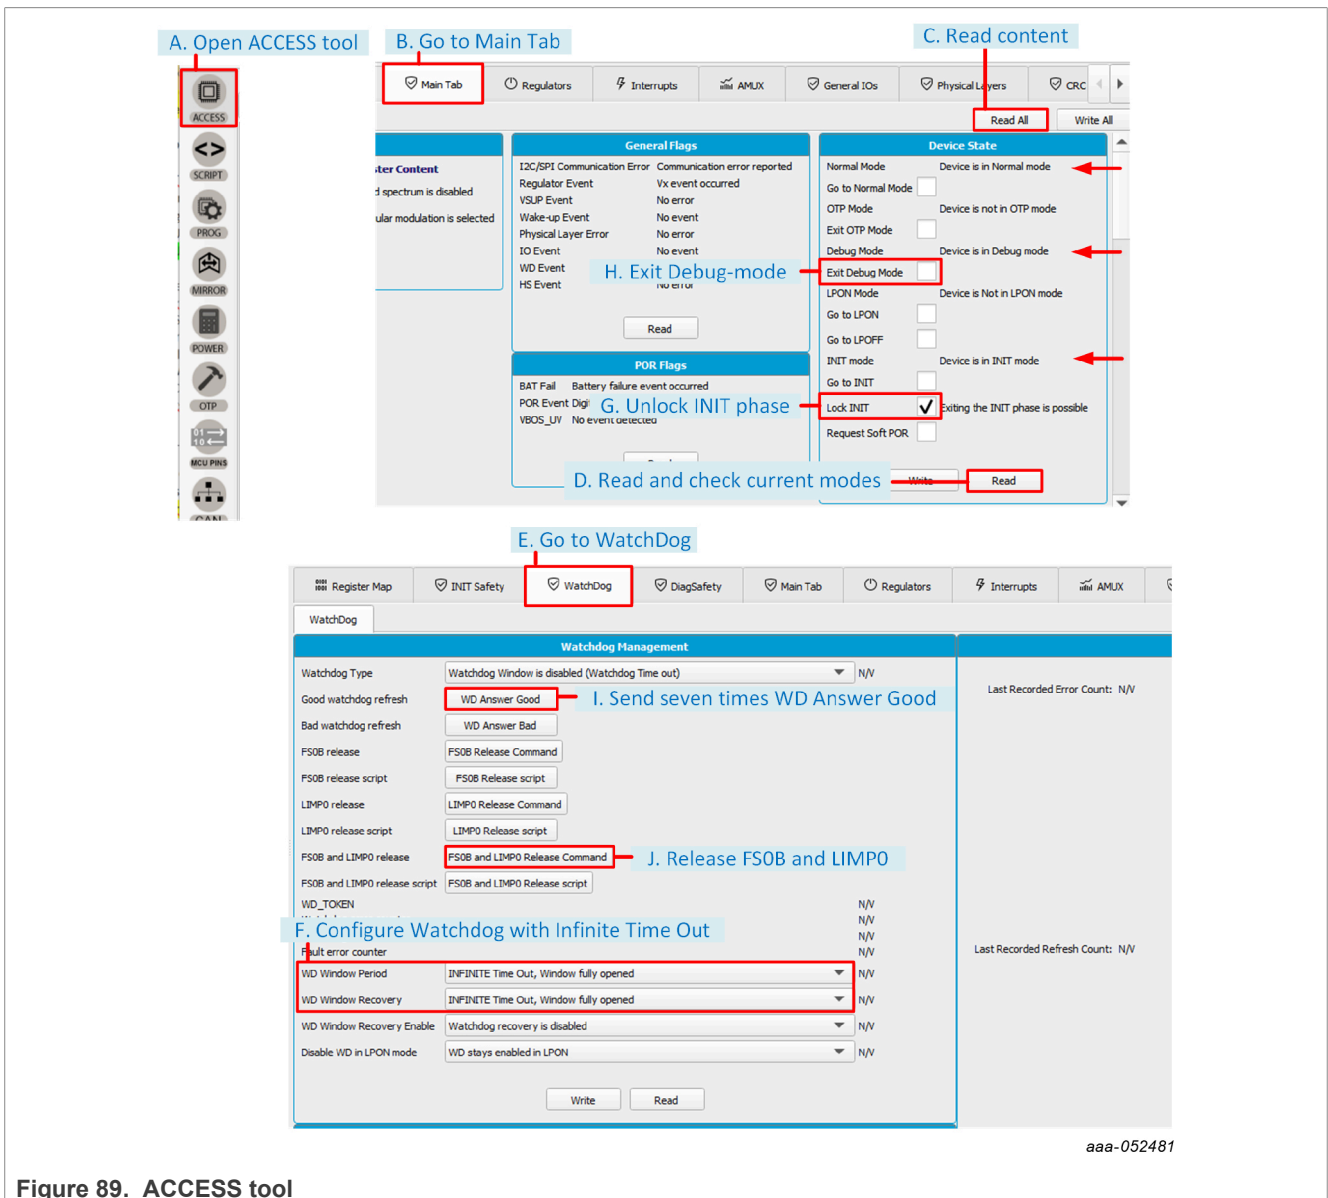 A. Open ACCESS tool
B. Go to Main Tab
C. Read content
ACCESS
SCRIPT
PROG
MIRROR
POWER
OTP
MCU PINS
CAN
Main Tab
Regulators
Interrupts
AMUX
General IOs
Physical Layers
CRC
Read All
Write All
ster Content
d spectrum is disabled
ular modulation is selected
General Flags
I2C/SPI Communication Error Communication error reported
Regulator Event Vx event occurred
VSUP Event No error
Wake-up Event No event
Physical Layer Error No error
IO Event No event
WD Event
HS Event No error
Read
POR Flags
BAT Fail Battery failure event occurred
POR Event Digi
VBOS_UV No event detected
Device State
Normal Mode Device is in Normal mode
Go to Normal Mode
OTP Mode Device is not in OTP mode
Exit OTP Mode
Debug Mode Device is in Debug mode
H. Exit Debug-mode
Exit Debug Mode
LPON Mode Device is Not in LPON mode
Go to LPON
Go to LPOFF
INIT mode Device is in INIT mode
Go to INIT
G. Unlock INIT phase
Lock INIT Exiting the INIT phase is possible
Request Soft POR
D. Read and check current modes
Write
Read
E. Go to WatchDog
Register Map
INIT Safety
WatchDog
DiagSafety
Main Tab
Regulators
Interrupts
AMUX
WatchDog
Watchdog Management
Watchdog Type Watchdog Window is disabled (Watchdog Time out) N/V
Good watchdog refresh WD Answer Good
I. Send seven times WD Answer Good
Bad watchdog refresh WD Answer Bad
FS0B release FS0B Release Command
FS0B release script FS0B Release script
LIMP0 release LIMP0 Release Command
LIMP0 release script LIMP0 Release script
FS0B and LIMP0 release FS0B and LIMP0 Release Command
J. Release FS0B and LIMP0
FS0B and LIMP0 release script FS0B and LIMP0 Release script
WD_TOKEN N/V
N/V
F. Configure Watchdog with Infinite Time Out
N/V
Fault error counter N/V
WD Window Period INFINITE Time Out, Window fully opened N/V
WD Window Recovery INFINITE Time Out, Window fully opened N/V
WD Window Recovery Enable Watchdog recovery is disabled N/V
Disable WD in LPON mode WD stays enabled in LPON N/V
Write
Read
Last Recorded Error Count: N/V
Last Recorded Refresh Count: N/V
aaa-052481
Figure 89. ACCESS tool